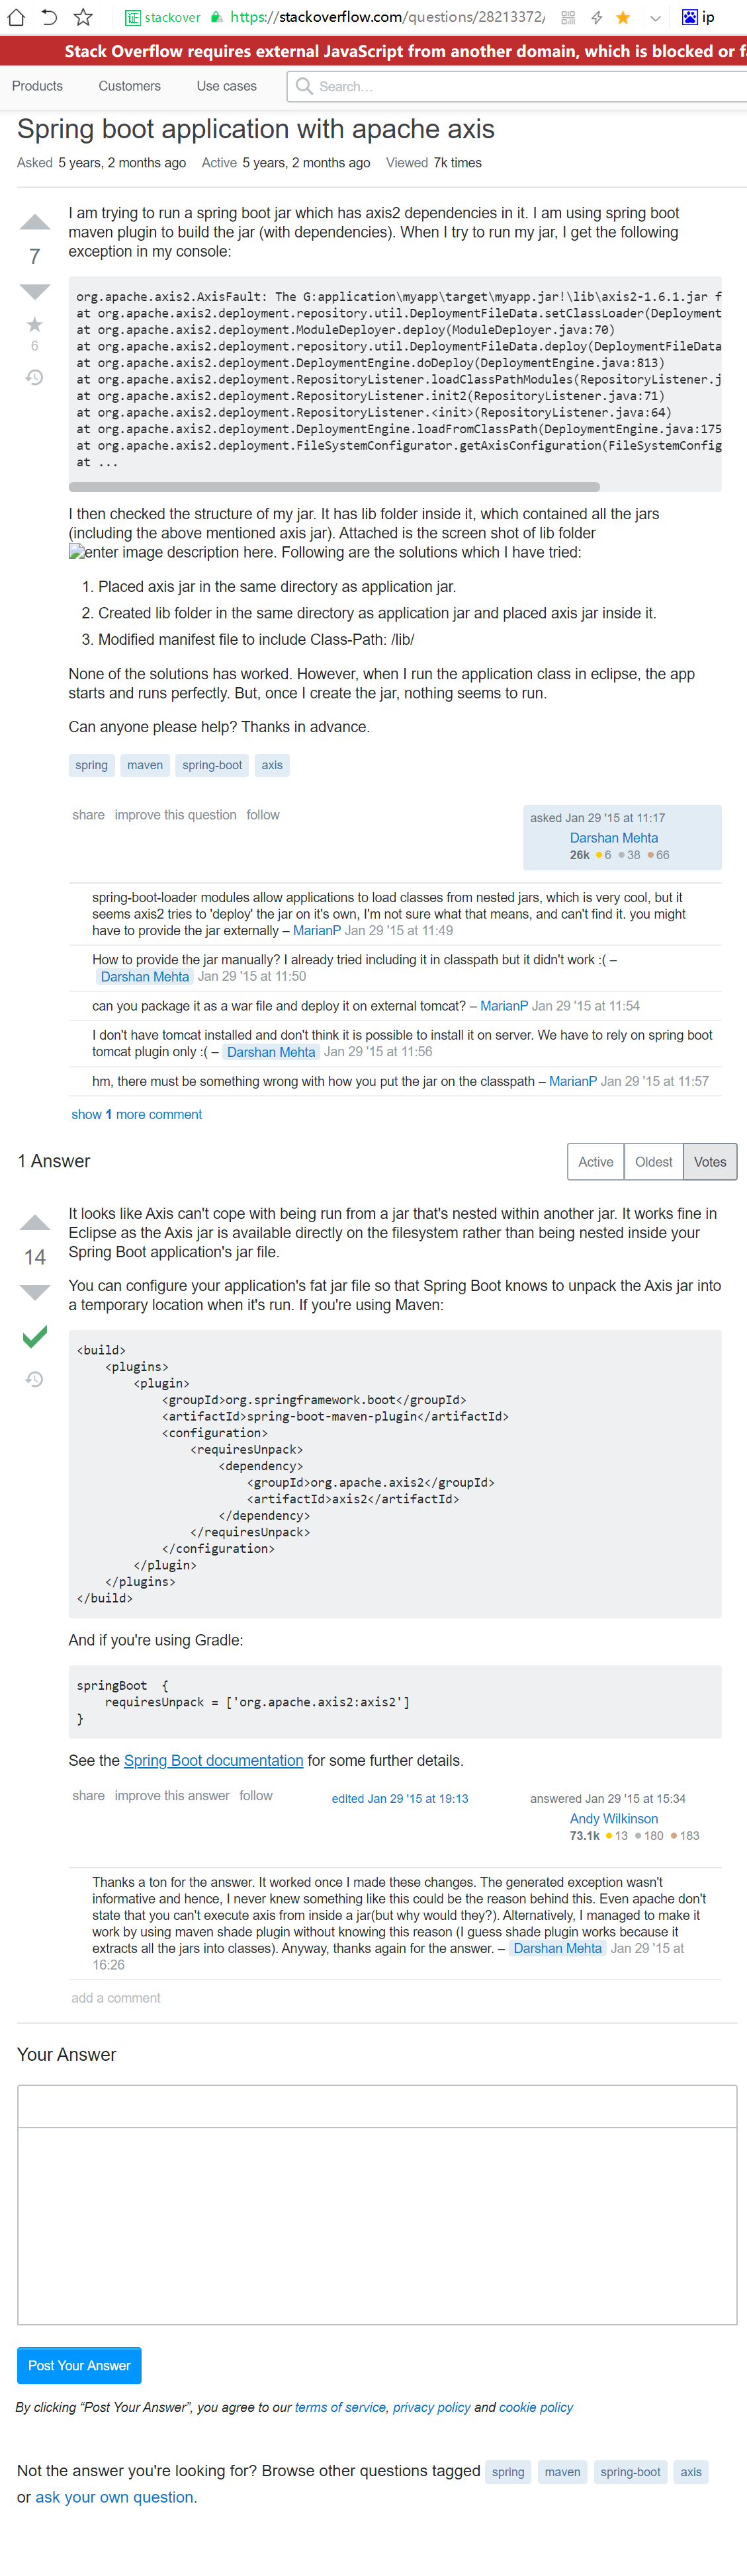 证 stackover https://stackoverflow.com/questions/28213372/ ip
Stack Overflow requires external JavaScript from another domain, which is blocked or f
Products Customers Use cases Search…
Spring boot application with apache axis
Asked 5 years, 2 months ago Active 5 years, 2 months ago Viewed 7k times
I am trying to run a spring boot jar which has axis2 dependencies in it. I am using spring boot
maven plugin to build the jar (with dependencies). When I try to run my jar, I get the following
exception in my console:
7
6
org.apache.axis2.AxisFault: The G:application\myapp\target\myapp.jar!\lib\axis2-1.6.1.jar f
at org.apache.axis2.deployment.repository.util.DeploymentFileData.setClassLoader(Deployment
at org.apache.axis2.deployment.ModuleDeployer.deploy(ModuleDeployer.java:70)
at org.apache.axis2.deployment.repository.util.DeploymentFileData.deploy(DeploymentFileData
at org.apache.axis2.deployment.DeploymentEngine.doDeploy(DeploymentEngine.java:813)
at org.apache.axis2.deployment.RepositoryListener.loadClassPathModules(RepositoryListener.j
at org.apache.axis2.deployment.RepositoryListener.init2(RepositoryListener.java:71)
at org.apache.axis2.deployment.RepositoryListener.<init>(RepositoryListener.java:64)
at org.apache.axis2.deployment.DeploymentEngine.loadFromClassPath(DeploymentEngine.java:175
at org.apache.axis2.deployment.FileSystemConfigurator.getAxisConfiguration(FileSystemConfig
at ...
I then checked the structure of my jar. It has lib folder inside it, which contained all the jars
(including the above mentioned axis jar). Attached is the screen shot of lib folder
enter image description here. Following are the solutions which I have tried:
1. Placed axis jar in the same directory as application jar.
2. Created lib folder in the same directory as application jar and placed axis jar inside it.
3. Modified manifest file to include Class-Path: /lib/
None of the solutions has worked. However, when I run the application class in eclipse, the app
starts and runs perfectly. But, once I create the jar, nothing seems to run.
Can anyone please help? Thanks in advance.
spring maven spring-boot axis
share improve this question follow
asked Jan 29 '15 at 11:17
Darshan Mehta
26k 6 38 66
spring-boot-loader modules allow applications to load classes from nested jars, which is very cool, but it
seems axis2 tries to 'deploy' the jar on it's own, I'm not sure what that means, and can't find it. you might
have to provide the jar externally – MarianP Jan 29 '15 at 11:49
How to provide the jar manually? I already tried including it in classpath but it didn't work :( –
Darshan Mehta Jan 29 '15 at 11:50
can you package it as a war file and deploy it on external tomcat? – MarianP Jan 29 '15 at 11:54
I don't have tomcat installed and don't think it is possible to install it on server. We have to rely on spring boot
tomcat plugin only :( – Darshan Mehta Jan 29 '15 at 11:56
hm, there must be something wrong with how you put the jar on the classpath – MarianP Jan 29 '15 at 11:57
show 1 more comment
1 Answer Active Oldest Votes
It looks like Axis can't cope with being run from a jar that's nested within another jar. It works fine in
Eclipse as the Axis jar is available directly on the filesystem rather than being nested inside your
Spring Boot application's jar file.
14
You can configure your application's fat jar file so that Spring Boot knows to unpack the Axis jar into
a temporary location when it's run. If you're using Maven:
<build>
<plugins>
<plugin>
<groupId>org.springframework.boot</groupId>
<artifactId>spring-boot-maven-plugin</artifactId>
<configuration>
<requiresUnpack>
<dependency>
<groupId>org.apache.axis2</groupId>
<artifactId>axis2</artifactId>
</dependency>
</requiresUnpack>
</configuration>
</plugin>
</plugins>
</build>
And if you're using Gradle:
springBoot {
requiresUnpack = ['org.apache.axis2:axis2']
}
See the Spring Boot documentation for some further details.
share improve this answer follow
edited Jan 29 '15 at 19:13
answered Jan 29 '15 at 15:34
Andy Wilkinson
73.1k 13 180 183
Thanks a ton for the answer. It worked once I made these changes. The generated exception wasn't
informative and hence, I never knew something like this could be the reason behind this. Even apache don't
state that you can't execute axis from inside a jar(but why would they?). Alternatively, I managed to make it
work by using maven shade plugin without knowing this reason (I guess shade plugin works because it
extracts all the jars into classes). Anyway, thanks again for the answer. – Darshan Mehta Jan 29 '15 at
16:26
add a comment
Your Answer
Post Your Answer
By clicking “Post Your Answer”, you agree to our terms of service, privacy policy and cookie policy
Not the answer you're looking for? Browse other questions tagged spring maven spring-boot axis
or ask your own question.